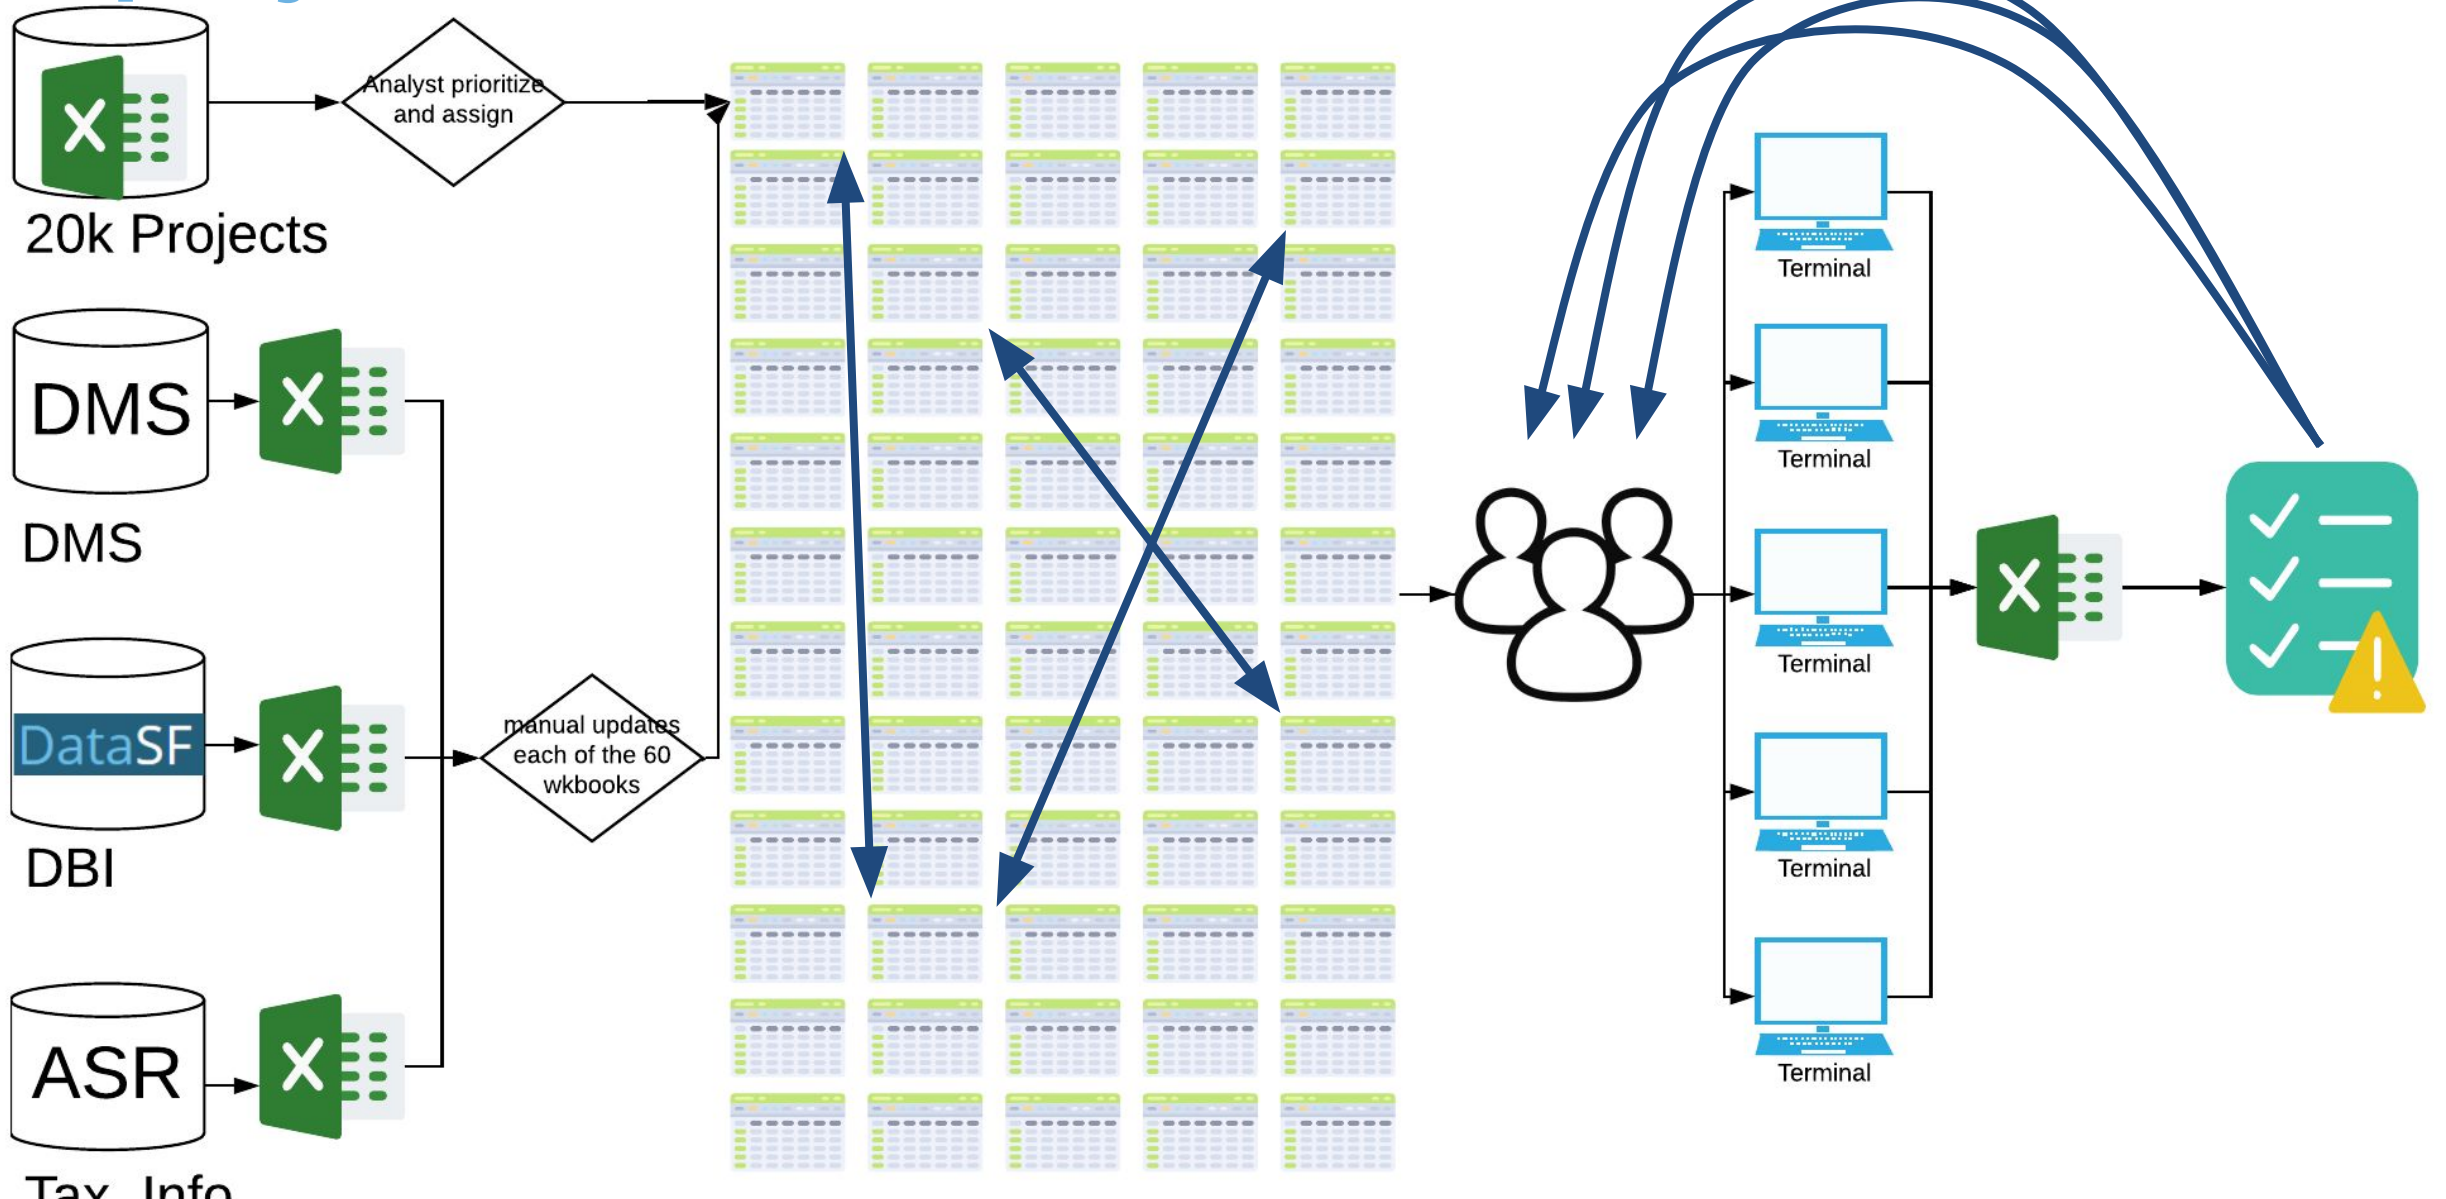 Analyst prioritize
and assign
20k Projects
DMS
DMS
DataSF
DBI
manual updates
each of the 60
wkbooks
ASR
Tax Info
Terminal
Terminal
Terminal
Terminal
Terminal